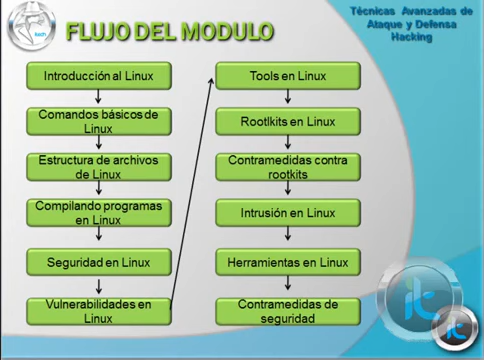 FLUJO DEL MODULO
Técnicas Avanzadas de
Ataque y Defensa
Hacking
Introducción al Linux
Comandos básicos de
Linux
Estructura de archivos
de Linux
Compilando programas
en Linux
Seguridad en Linux
Vulnerabilidades en
Linux
Tools en Linux
Rootlkits en Linux
Contramedidas contra
rootkits
Intrusión en Linux
Herramientas en Linux
Contramedidas de
seguridad